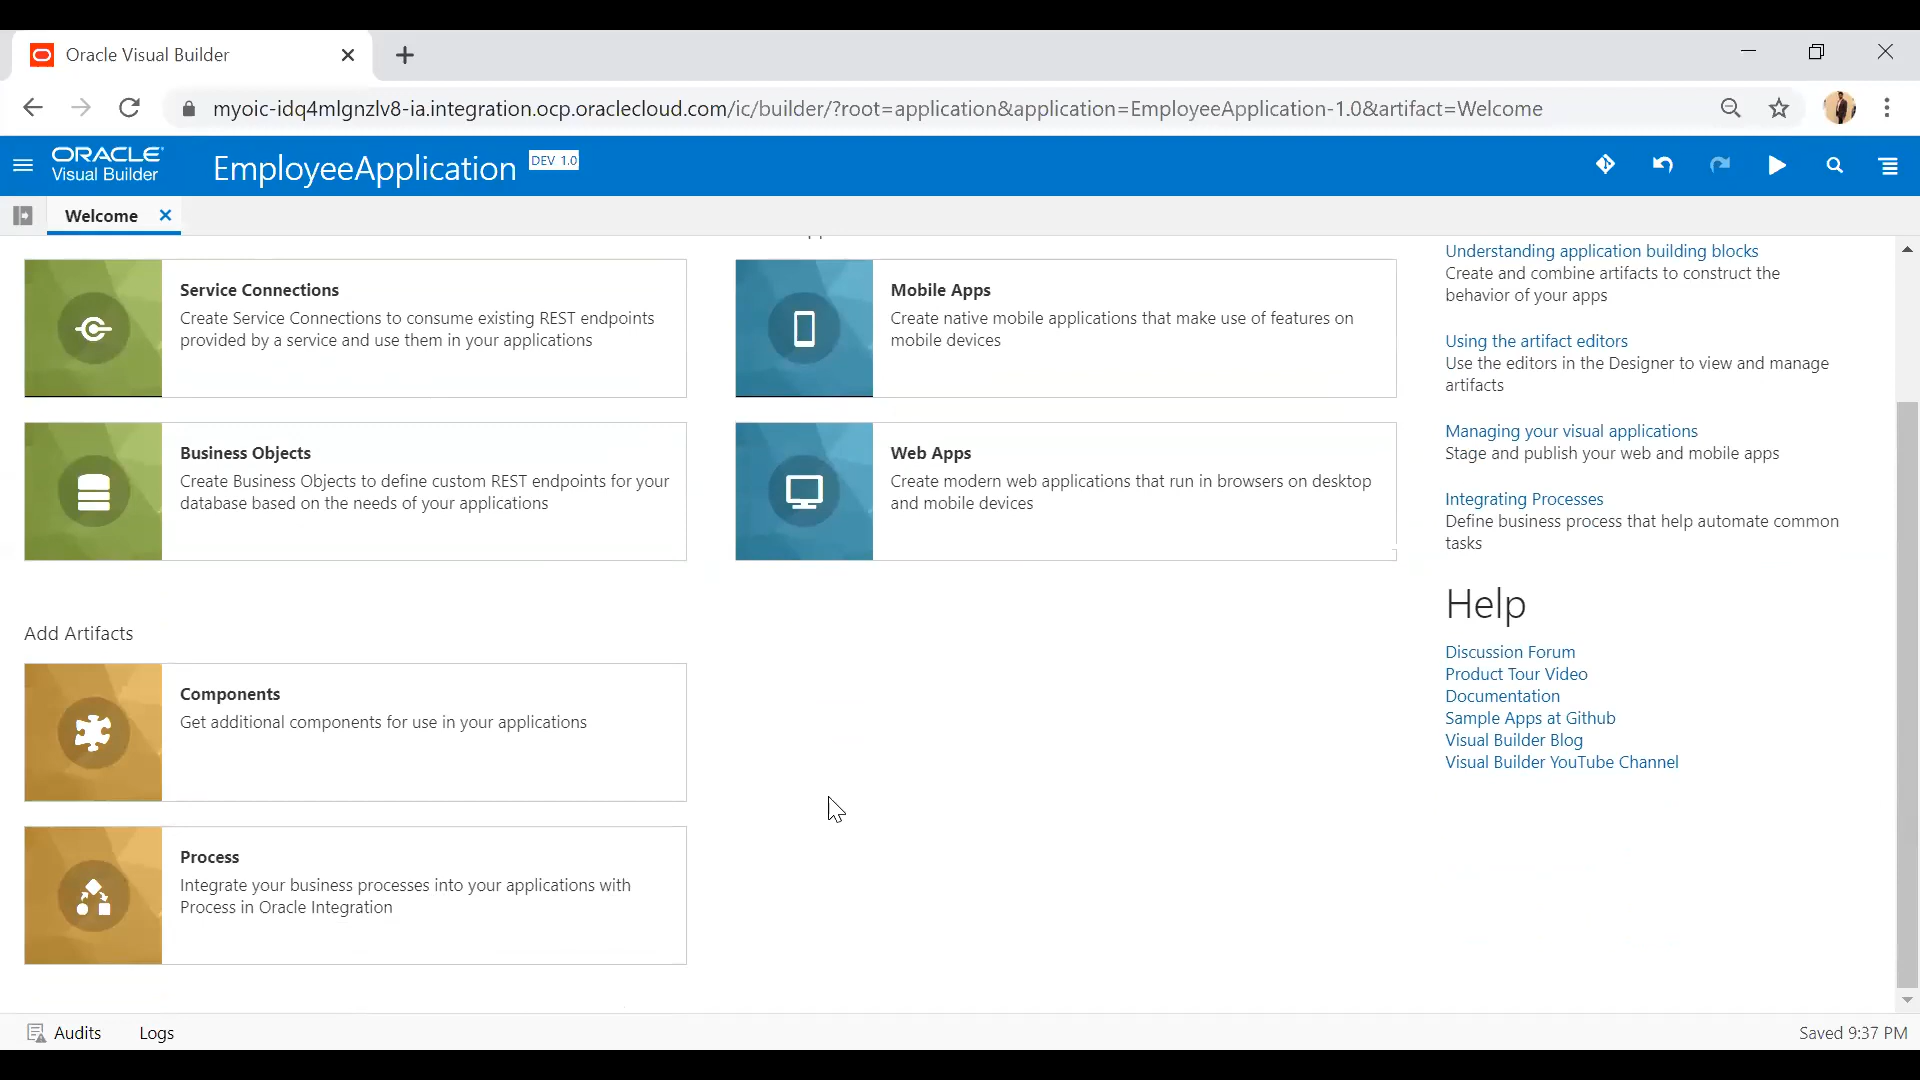 Oracle Visual Builder
myoic-idq4mlgnzlv8-ia.integration.ocp.oraclecloud.com/ic/builder/?root=application&application=EmployeeApplication-1.0&artifact=Welcome
ORACLE
Visual Builder
EmployeeApplication
DEV 1.0
Welcome
Service Connections
Create Service Connections to consume existing REST endpoints
provided by a service and use them in your applications
Mobile Apps
Create native mobile applications that make use of features on
mobile devices
Business Objects
Create Business Objects to define custom REST endpoints for your
database based on the needs of your applications
Web Apps
Create modern web applications that run in browsers on desktop
and mobile devices
Add Artifacts
Components
Get additional components for use in your applications
Process
Integrate your business processes into your applications with
Process in Oracle Integration
Understanding application building blocks
Create and combine artifacts to construct the
behavior of your apps
Using the artifact editors
Use the editors in the Designer to view and manage
artifacts
Managing your visual applications
Stage and publish your web and mobile apps
Integrating Processes
Define business process that help automate common
tasks
Help
Discussion Forum
Product Tour Video
Documentation
Sample Apps at Github
Visual Builder Blog
Visual Builder YouTube Channel
Audits
Logs
Saved 9:37 PM